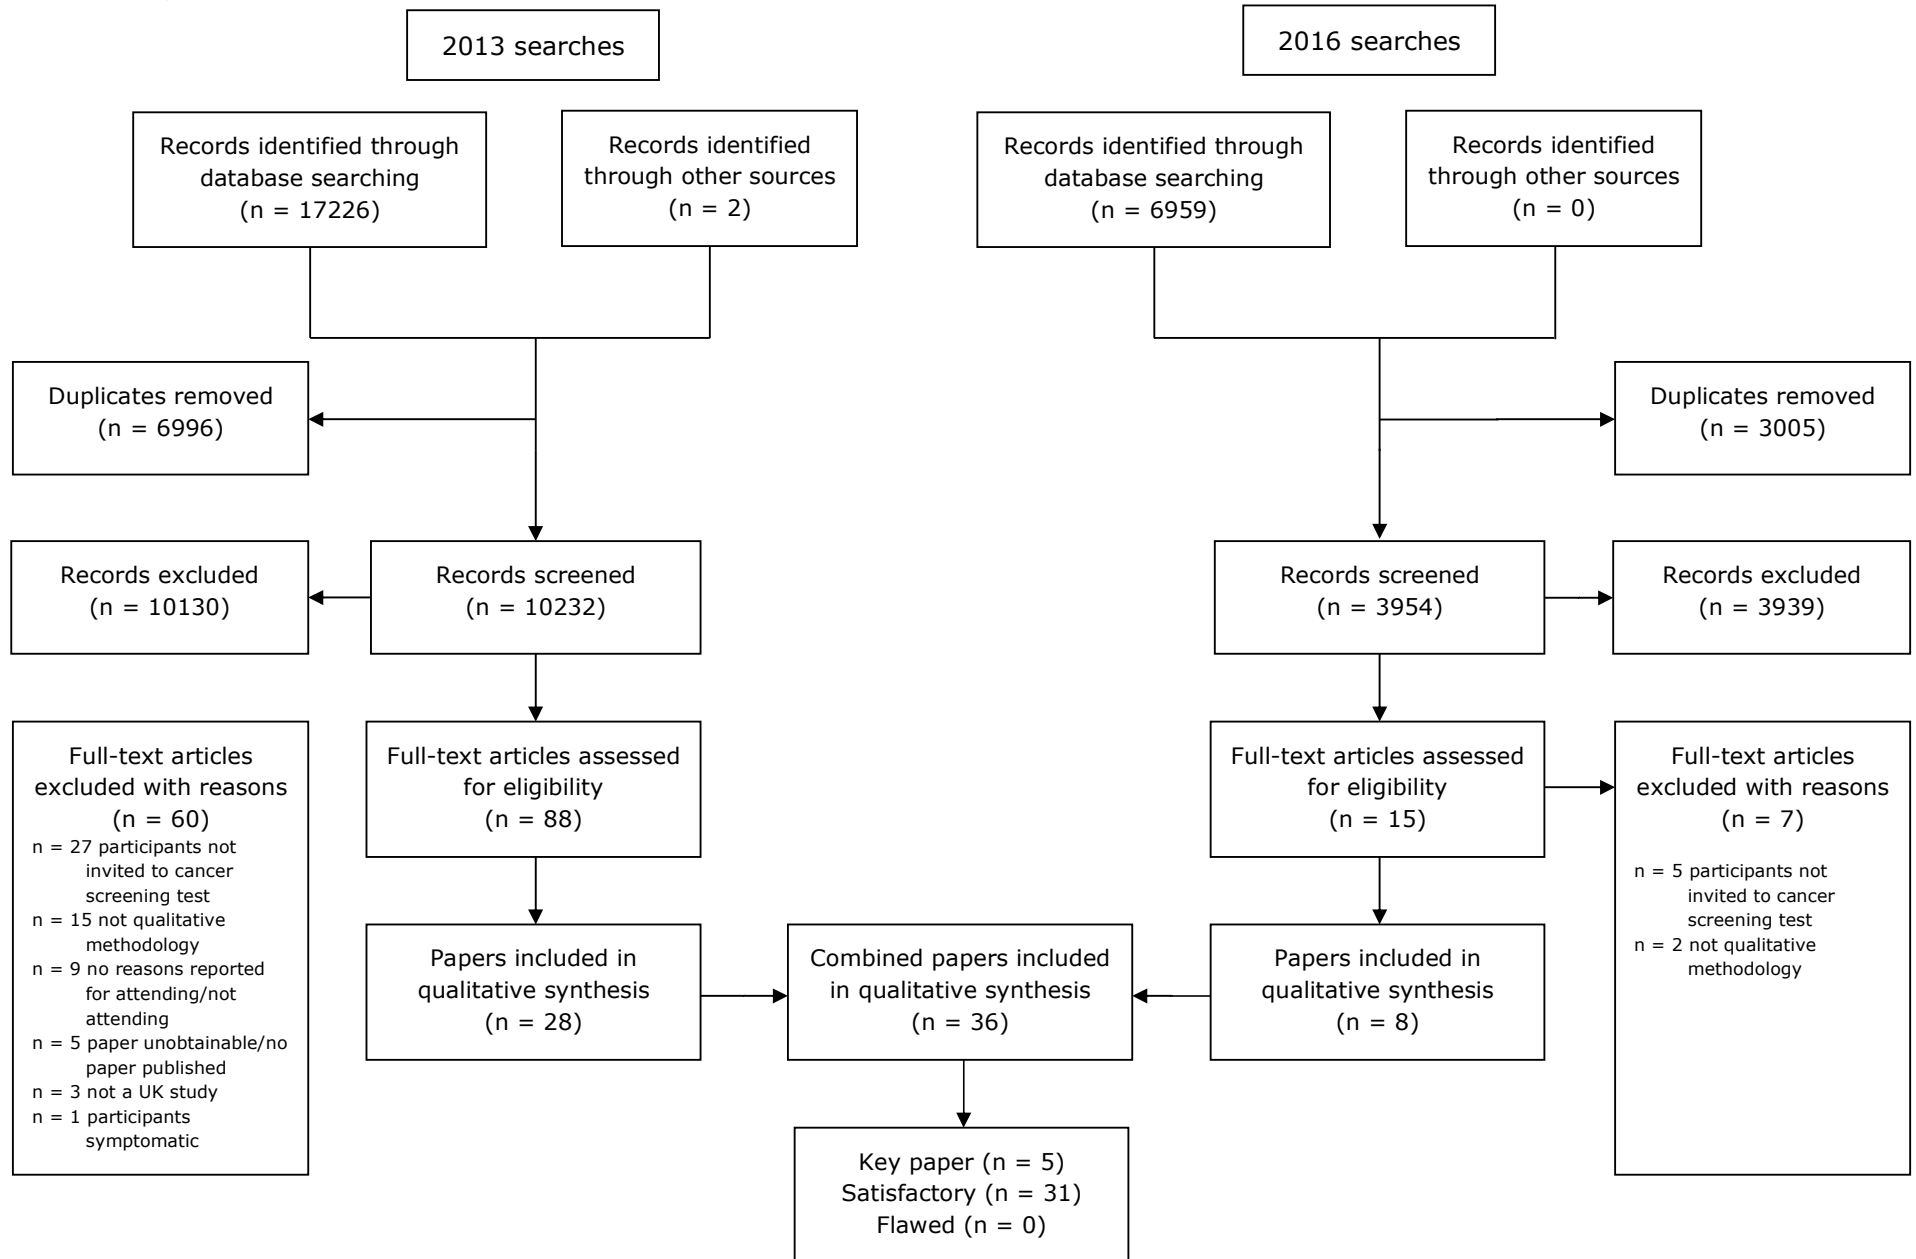 2013 searches
2016 searches
Records identified through
database searching
(n = 17226)
Records identified
through other sources
(n = 2)
Records identified through
database searching
(n = 6959)
Records identified
through other sources
(n = 0)
Duplicates removed
(n = 6996)
Duplicates removed
(n = 3005)
Records excluded
(n = 10130)
Records screened
(n = 10232)
Records screened
(n = 3954)
Records excluded
(n = 3939)
Full-text articles
excluded with reasons
(n = 60)
n = 27 participants not
invited to cancer
screening test
n = 15 not qualitative
methodology
n = 9 no reasons reported
for attending/not
attending
n = 5 paper unobtainable/no
paper published
n = 3 not a UK study
n = 1 participants
symptomatic
Full-text articles assessed
for eligibility
(n = 88)
Full-text articles assessed
for eligibility
(n = 15)
Full-text articles
excluded with reasons
(n = 7)
n = 5 participants not
invited to cancer
screening test
n = 2 not qualitative
methodology
Papers included in
qualitative synthesis
(n = 28)
Combined papers included
in qualitative synthesis
(n = 36)
Papers included in
qualitative synthesis
(n = 8)
Key paper (n = 5)
Satisfactory (n = 31)
Flawed (n = 0)